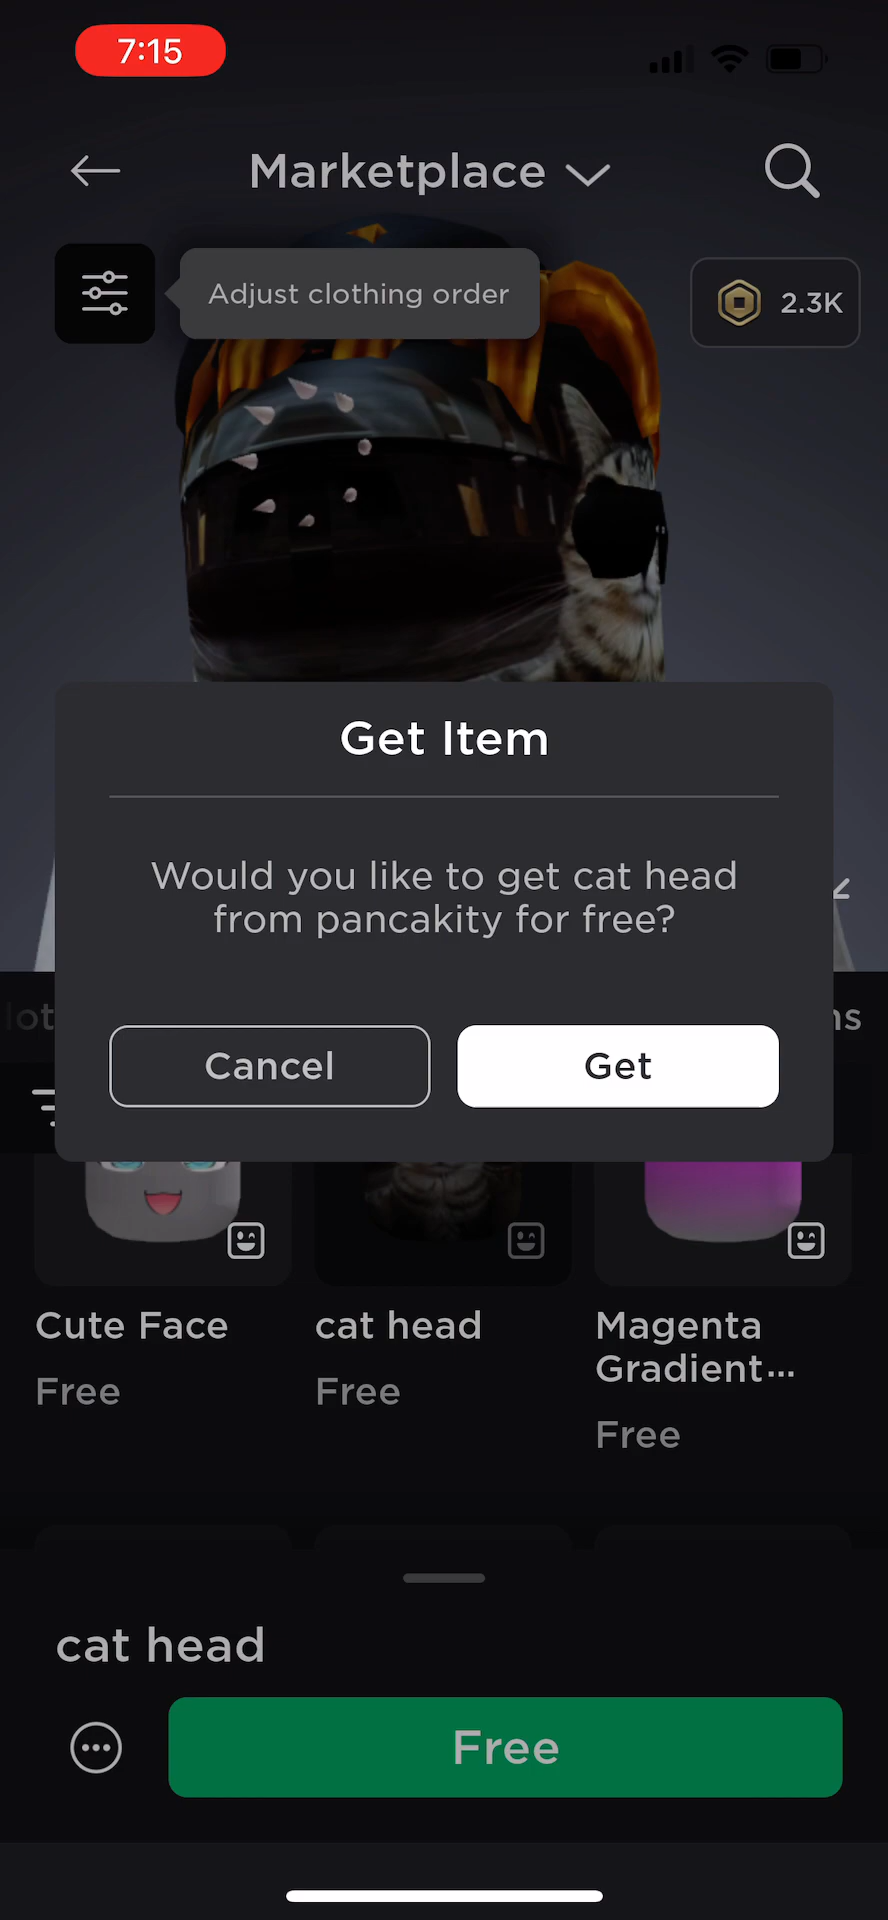 7:15
Marketplace
Adjust clothing order
2.3K
Get Item
Would you like to get cat head
from pancakity for free?
Cancel
Get
Cute Face
Free
cat head
Free
Magenta
Gradient...
Free
cat head
Free